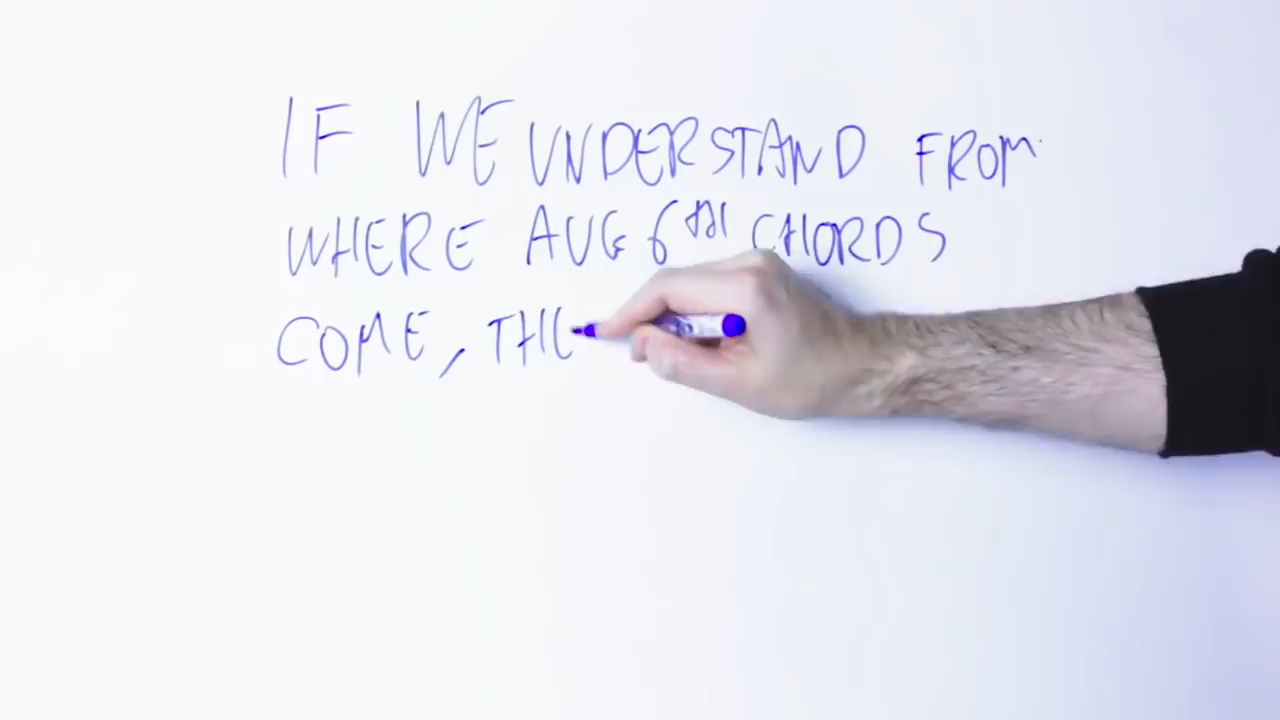 IF WE UNDERSTAND FROM
WHERE AUG 6TH CHORDS
COME, THE